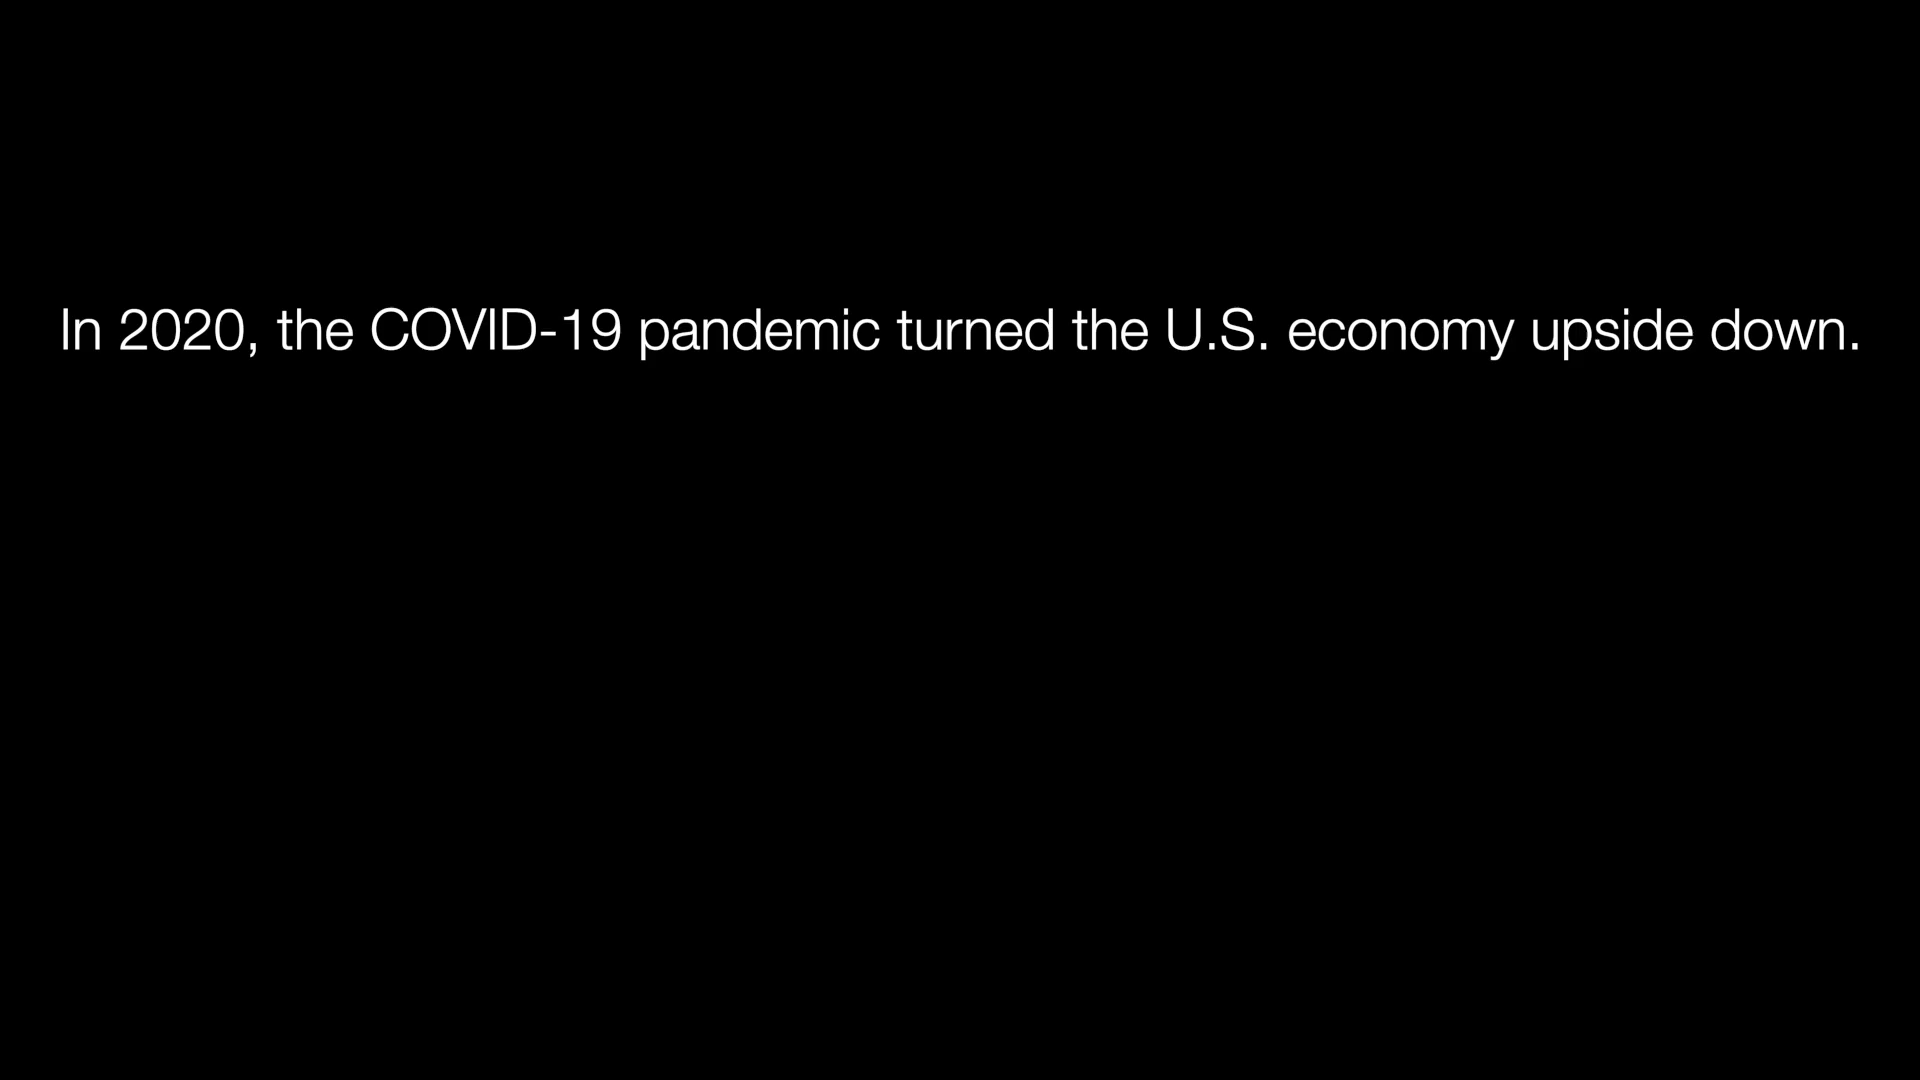 In 2020, the COVID-19 pandemic turned the U.S. economy upside down.